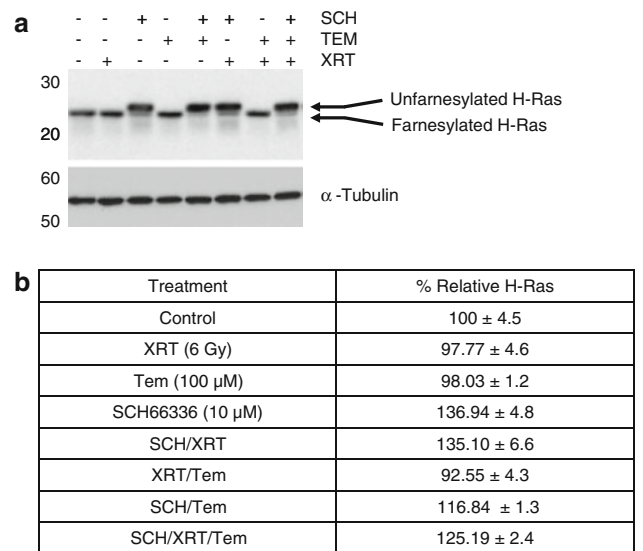 a
- - + - + + - + SCH
- - - + + - + + TEM
- + - - - + + + XRT
30
20
Unfarnesylated H-Ras
Farnesylated H-Ras
60
50
α -Tubulin
b
Treatment % Relative H-Ras
Control 100 ± 4.5
XRT (6 Gy) 97.77 ± 4.6
Tem (100 µM) 98.03 ± 1.2
SCH66336 (10 µM) 136.94 ± 4.8
SCH/XRT 135.10 ± 6.6
XRT/Tem 92.55 ± 4.3
SCH/Tem 116.84 ± 1.3
SCH/XRT/Tem 125.19 ± 2.4